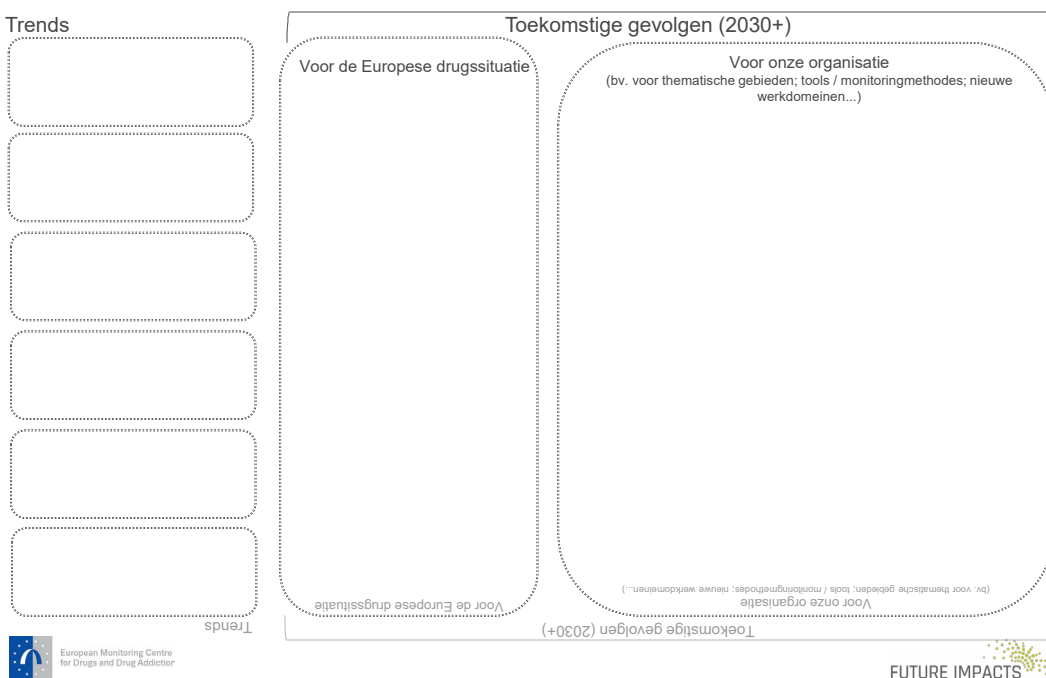 Trends
Toekomstige gevolgen (2030+)
Voor de Europese drugssituatie
Voor onze organisatie
(bv. voor thematische gebieden; tools / monitoringmethodes; nieuwe
werkdomeinen...)
(bv. voor thematische gebieden; tools / monitoringmethodes; nieuwe werkdomeinen...)
Voor onze organisatie
Voor de Europese drugssituatie
Trends
Toekomstige gevolgen (2030+)
European Monitoring Centre
for Drugs and Drug Addiction
FUTURE IMPACTS